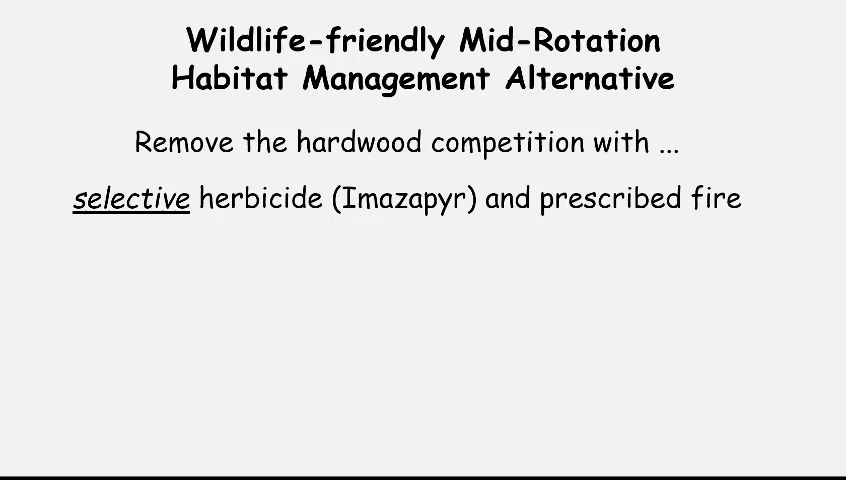 Wildlife-friendly Mid-Rotation
Habitat Management Alternative
Remove the hardwood competition with ...
selective herbicide (Imazapyr) and prescribed fire